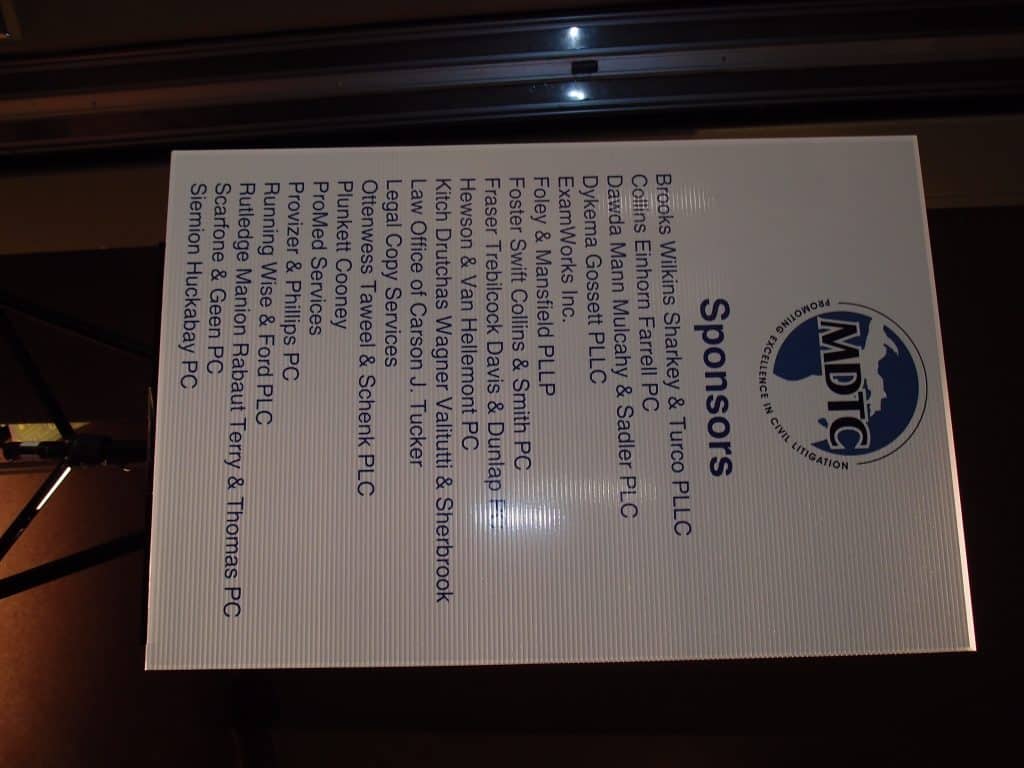 MDTC
PROMOTING EXCELLENCE IN CIVIL LITIGATION
Sponsors
Brooks Wilkins Sharkey & Turco PLLC
Collins Einhorn Farrell PC
Dawda Mann Mulcahy & Sadler PLC
Dykema Gossett PLLC
ExamWorks Inc.
Foley & Mansfield PLLP
Foster Swift Collins & Smith PC
Fraser Trebilcock Davis & Dunlap
Hewson & Van Hellemont PC
Kitch Drutchas Wagner Valitutti & Sherbrook
Law Office of Carson J. Tucker
Legal Copy Services
Ottenwess Taweel & Schenk PLC
Plunkett Cooney
ProMed Services
Provizer & Phillips PC
Running Wise & Ford PLC
Rutledge Manion Rabaut Terry & Thomas PC
Scarfone & Geen PC
Siemion Huckabay PC